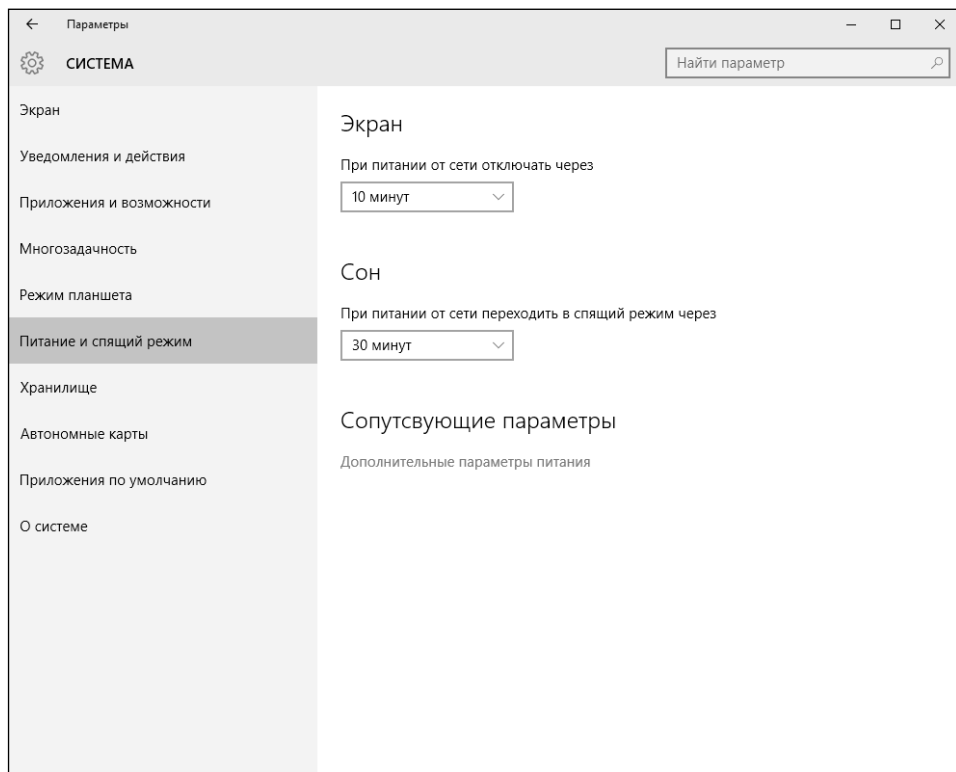 Параметры
СИСТЕМА
Найти параметр
Экран
Уведомления и действия
Приложения и возможности
Многозадачность
Режим планшета
Питание и спящий режим
Хранилище
Автономные карты
Приложения по умолчанию
О системе
Экран
При питании от сети отключать через
10 минут
Сон
При питании от сети переходить в спящий режим через
30 минут
Сопутсвующие параметры
Дополнительные параметры питания